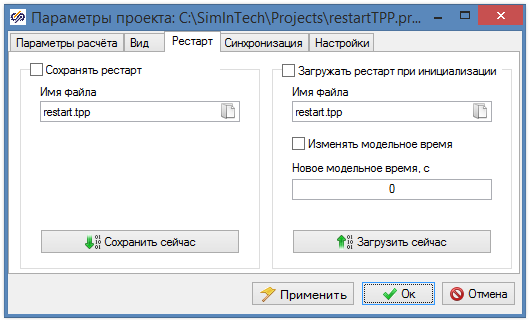 Параметры проекта: C:\SimInTech\Projects\restartTPP.pr...
Параметры расчёта Вид Рестарт Синхронизация Настройки
Сохранять рестарт
Имя файла
restart.tpp
Сохранить сейчас
Загружать рестарт при инициализации
Имя файла
restart.tpp
Изменять модельное время
Новое модельное время, с
0
Загрузить сейчас
Применить Ок Отмена